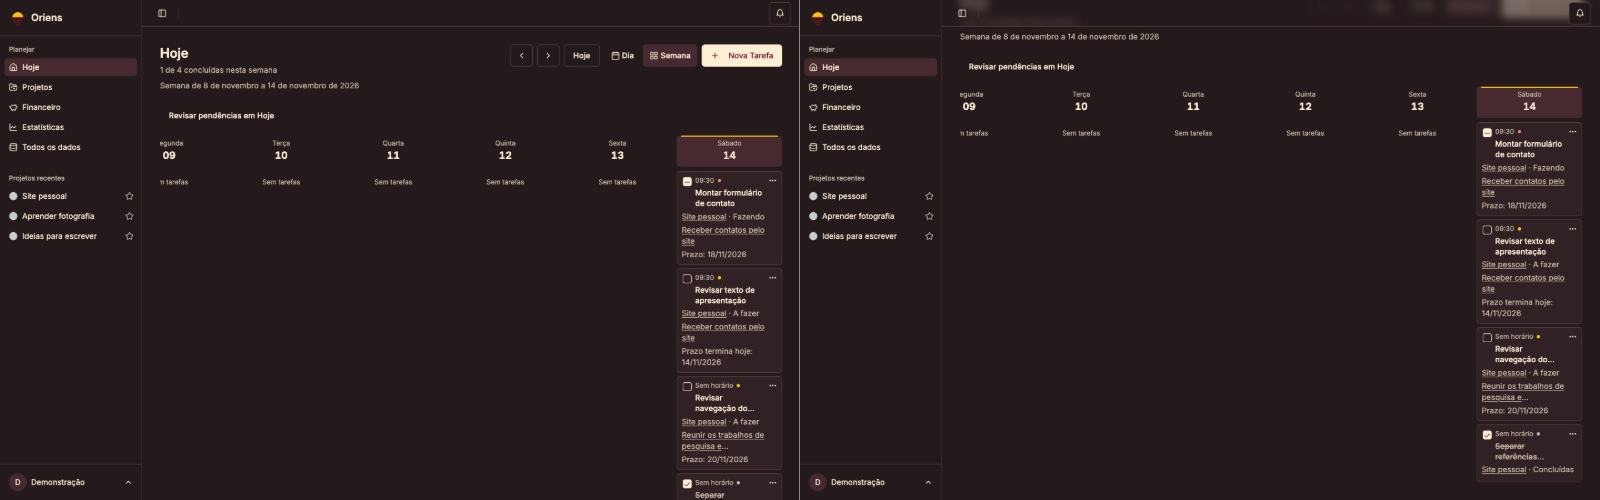 Oriens
Planejar
Hoje
Projetos
Financeiro
Estatísticas
Todos os dados
Projetos recentes
Site pessoal
Aprender fotografia
Ideias para escrever
D Demonstração
Hoje
1 de 4 concluídas nesta semana
Semana de 8 de novembro a 14 de novembro de 2026
Hoje Dia Semana + Nova Tarefa
Revisar pendências em Hoje
egunda Terça Quarta Quinta Sexta Sábado
09 10 11 12 13 14
n tarefas Sem tarefas Sem tarefas Sem tarefas Sem tarefas
09:30
Montar formulário
de contato
Site pessoal · Fazendo
Receber contatos pelo
site
Prazo: 18/11/2026
09:30
Revisar texto de
apresentação
Site pessoal · A fazer
Receber contatos pelo
site
Prazo termina hoje:
14/11/2026
Sem horário
Revisar
navegação do...
Site pessoal · A fazer
Reunir os trabalhos de
pesquisa e...
Prazo: 20/11/2026
Sem horário
Separar
Oriens
Planejar
Hoje
Projetos
Financeiro
Estatísticas
Todos os dados
Projetos recentes
Site pessoal
Aprender fotografia
Ideias para escrever
D Demonstração
Semana de 8 de novembro a 14 de novembro de 2026
Revisar pendências em Hoje
egunda Terça Quarta Quinta Sexta Sábado
09 10 11 12 13 14
n tarefas Sem tarefas Sem tarefas Sem tarefas Sem tarefas
09:30
Montar formulário
de contato
Site pessoal · Fazendo
Receber contatos pelo
site
Prazo: 18/11/2026
09:30
Revisar texto de
apresentação
Site pessoal · A fazer
Receber contatos pelo
site
Prazo termina hoje:
14/11/2026
Sem horário
Revisar
navegação do...
Site pessoal · A fazer
Reunir os trabalhos de
pesquisa e...
Prazo: 20/11/2026
Sem horário
Separar
referências...
Site pessoal · Concluídas